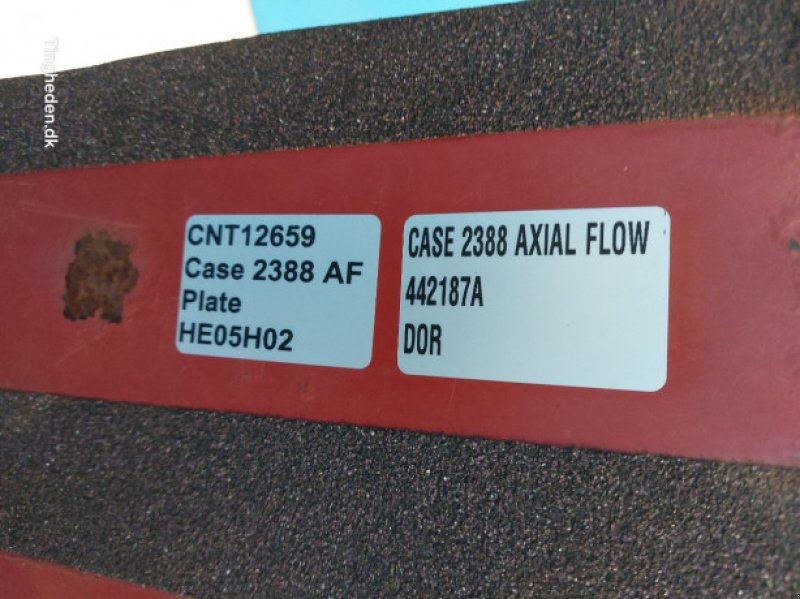 Tingheden.dk
CNT12659
Case 2388 AF
Plate
HE05H02
CASE 2388 AXIAL FLOW
442187A
DOR